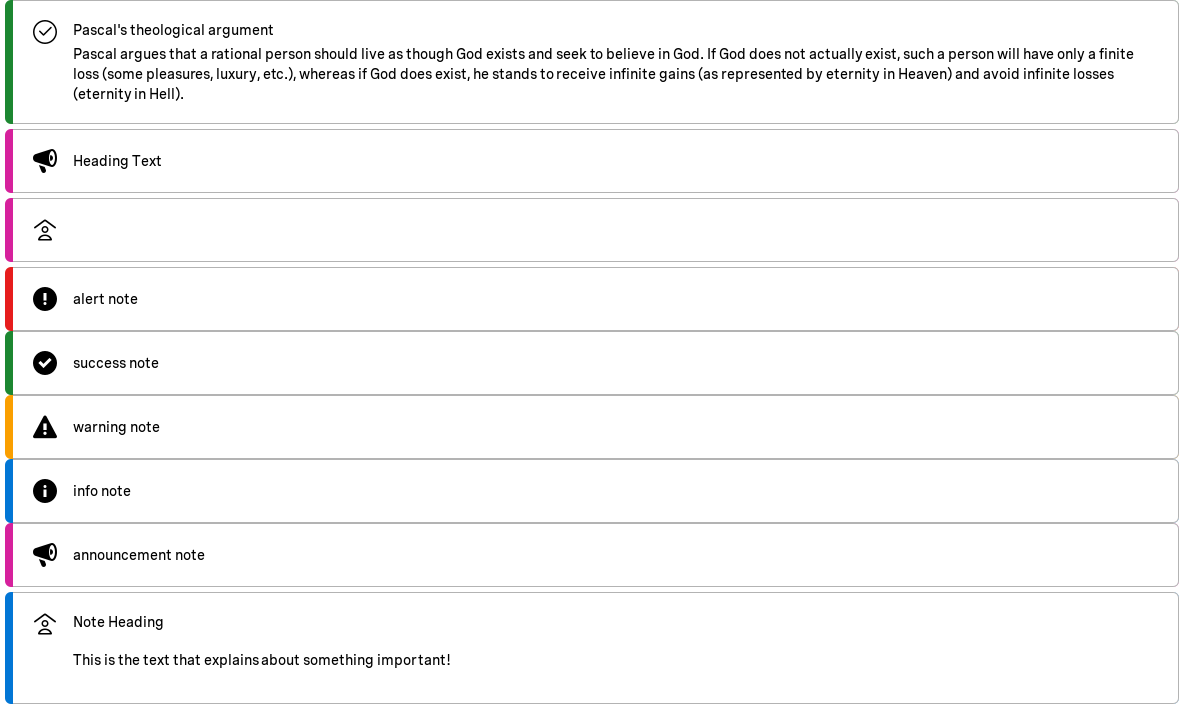 Pascal's theological argument
Pascal argues that a rational person should live as though God exists and seek to believe in God. If God does not actually exist, such a person will have only a finite
loss (some pleasures, luxury, etc.), whereas if God does exist, he stands to receive infinite gains (as represented by eternity in Heaven) and avoid infinite losses
(eternity in Hell).
Heading Text
alert note
success note
warning note
info note
announcement note
Note Heading
This is the text that explains about something important!